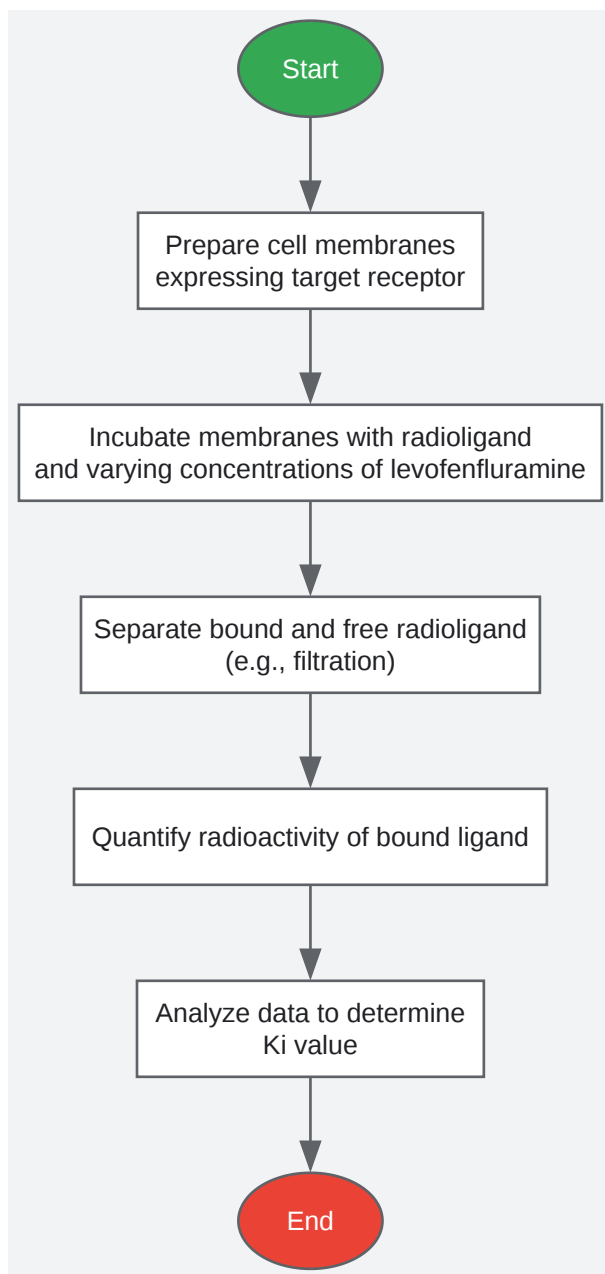 Start
Prepare cell membranes
expressing target receptor
Incubate membranes with radioligand
and varying concentrations of levofenfluramine
Separate bound and free radioligand
(e.g., filtration)
Quantify radioactivity of bound ligand
Analyze data to determine
Ki value
End